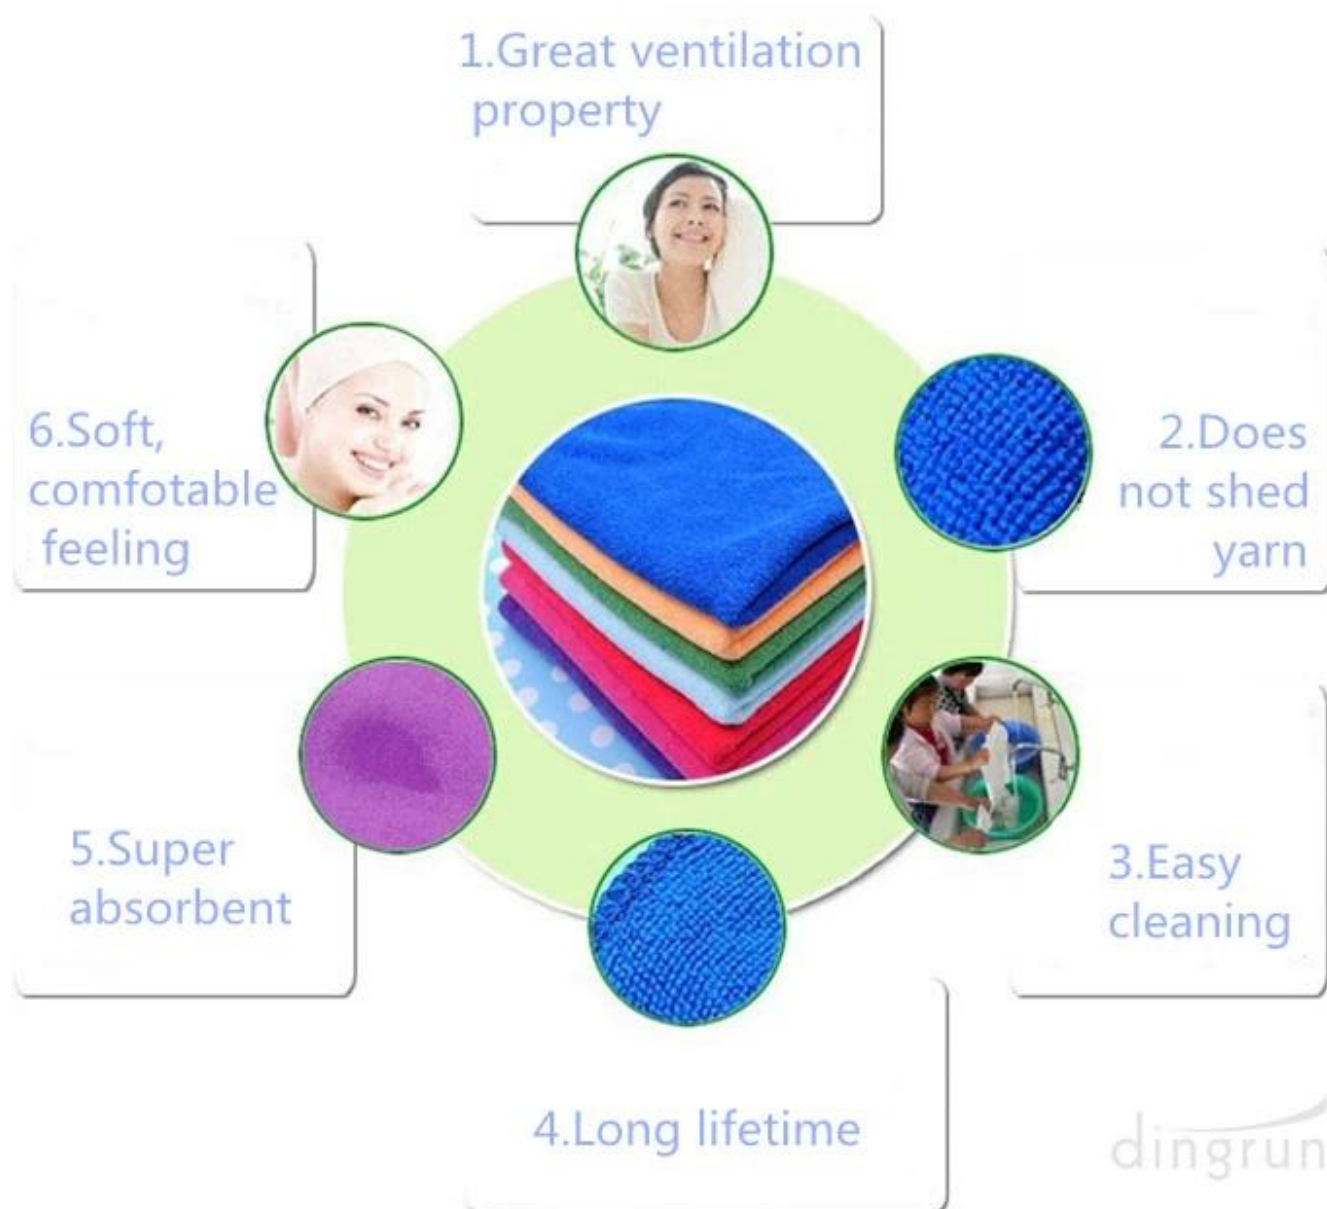 1.Great ventilation
property
2.Does
not shed
yarn
3.Easy
cleaning
4.Long lifetime
5.Super
absorbent
6.Soft,
comfotable
feeling
dingrun